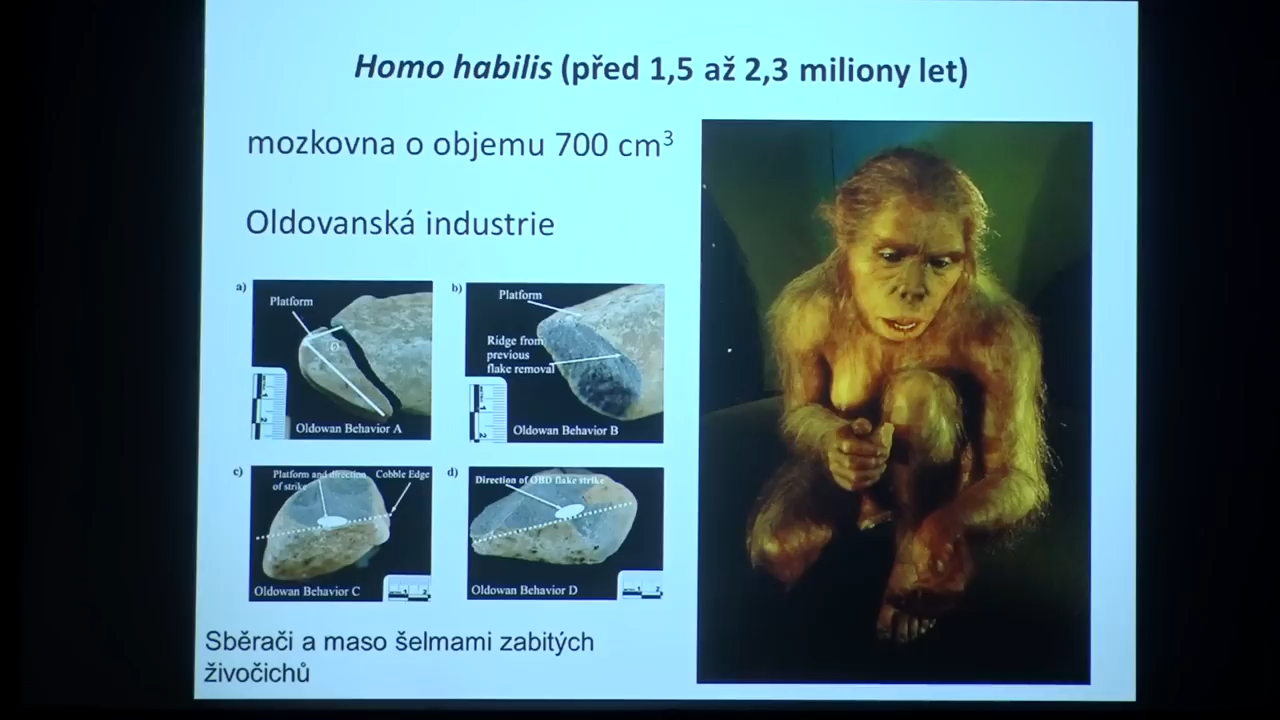 Homo habilis (před 1,5 až 2,3 miliony let)
mozkovna o objemu 700 cm³
Oldovanská industrie
a)
Platform
Oldowan Behavior A
b)
Platform
Ridge from
previous
flake removal
Oldowan Behavior B
c)
Platform and direction
of strike
Cobble Edge
Oldowan Behavior C
d)
Direction of OBD flake strike
Oldowan Behavior D
Sběrači a maso šelmami zabitých
živočichů